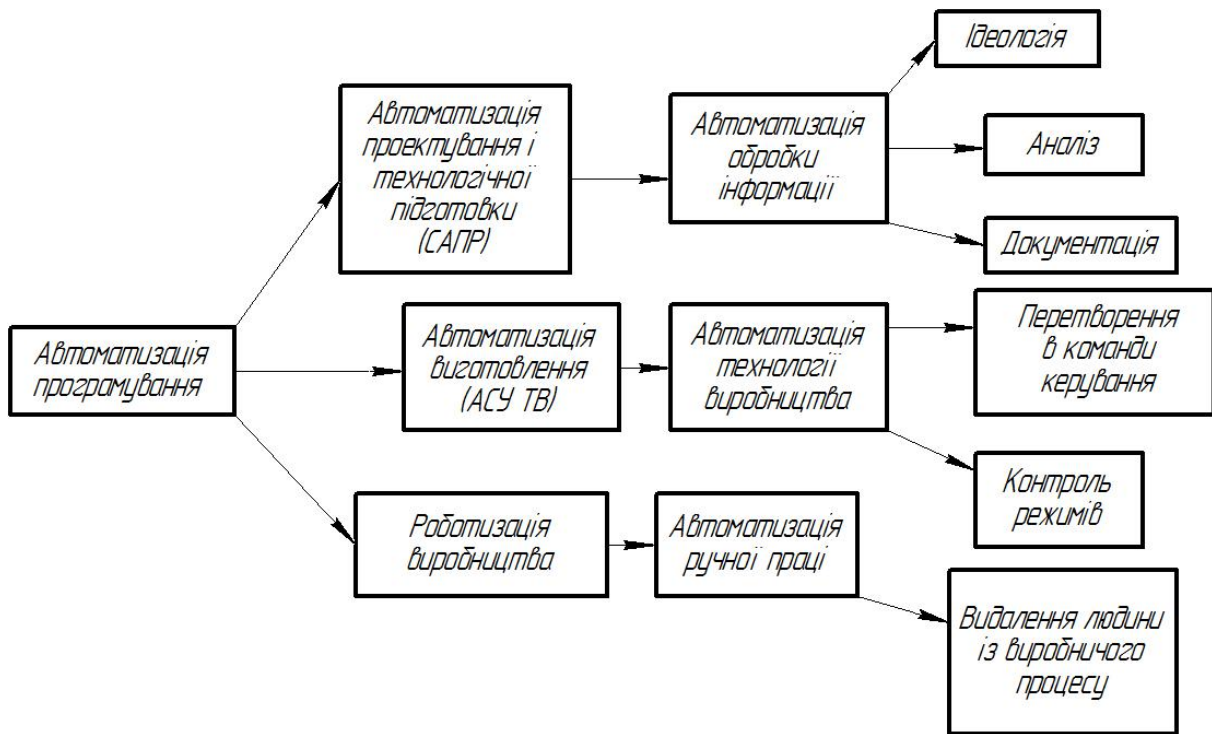 Ідеологія
Автоматизація
проектування і
технологічної
підготовки
(САПР)
Автоматизація
обробки
інформації
Аналіз
Документація
Автоматизація
програмування
Автоматизація
виготовлення
(АСУ ТВ)
Автоматизація
технології
виробництва
Перетворення
в команди
керування
Контроль
режимів
Роботизація
виробництва
Автоматизація
ручної праці
Видалення людини
із виробничого
процесу